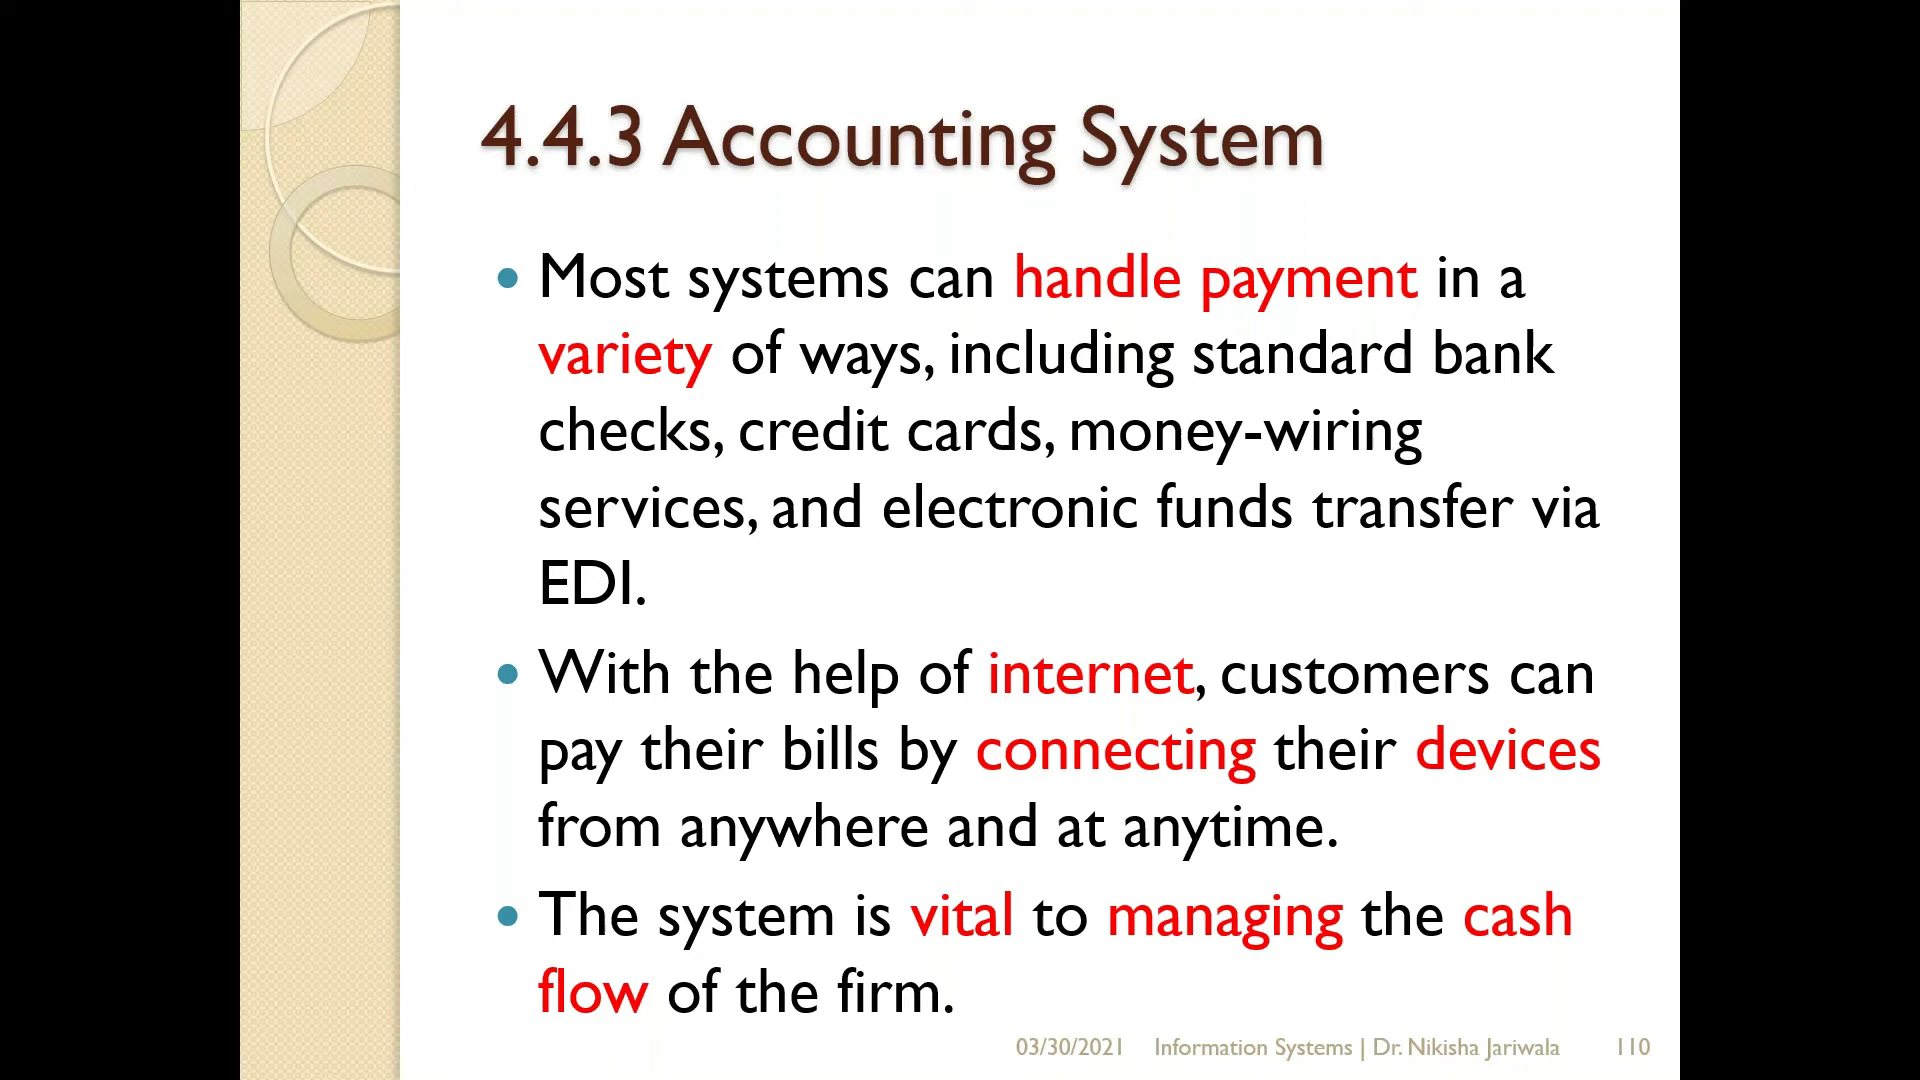 4.4.3 Accounting System
• Most systems can handle payment in a
variety of ways, including standard bank
checks, credit cards, money-wiring
services, and electronic funds transfer via
EDI.
• With the help of internet, customers can
pay their bills by connecting their devices
from anywhere and at anytime.
• The system is vital to managing the cash
flow of the firm.
03/30/2021 Information Systems | Dr. Nikisha Jariwala 110